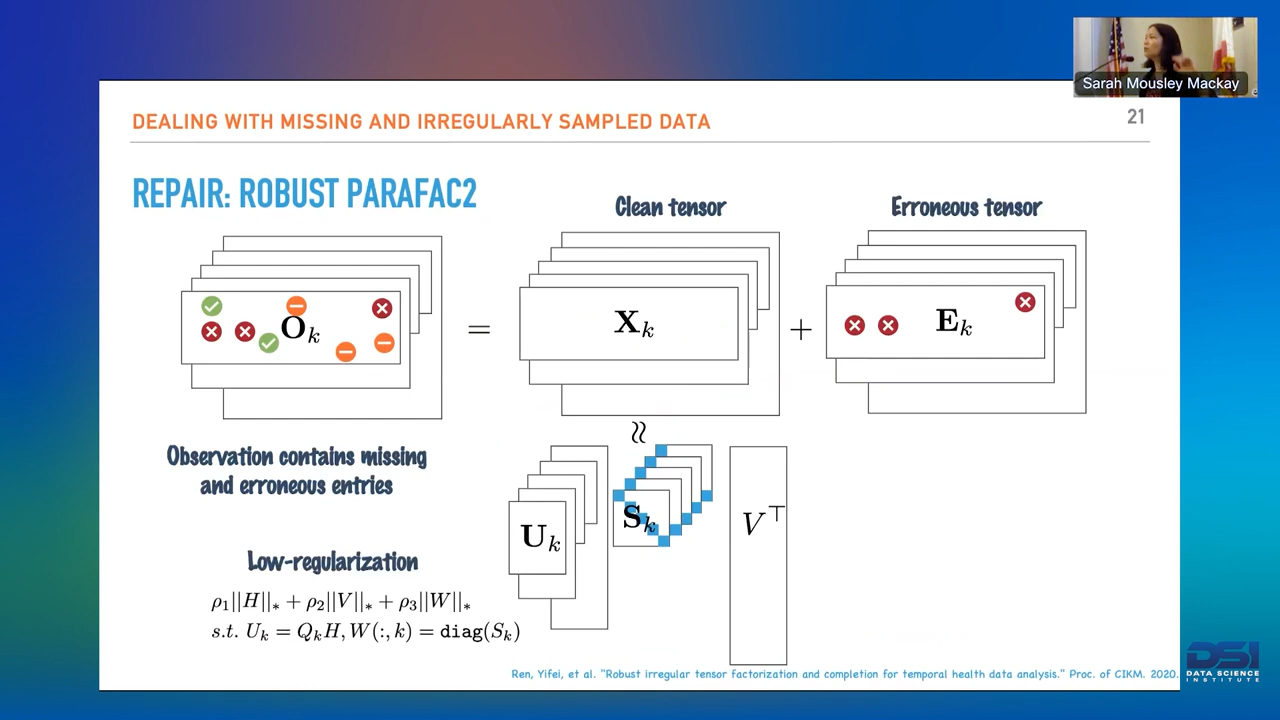 Sarah Mousley Mackay
DEALING WITH MISSING AND IRREGULARLY SAMPLED DATA
21
REPAIR: ROBUST PARAFAC2
Clean tensor
Erroneous tensor
O_k
=
X_k
+
E_k
≈
Observation contains missing
and erroneous entries
U_k
S_k
V^⊤
Low-regularization
ρ₁||H||_* + ρ₂||V||_* + ρ₃||W||_*
s.t. U_k = Q_kH, W(:, k) = diag(S_k)
Ren, Yifei, et al. "Robust irregular tensor factorization and completion for temporal health data analysis." Proc. of CIKM. 2020.
DSI
DATA SCIENCE
INSTITUTE